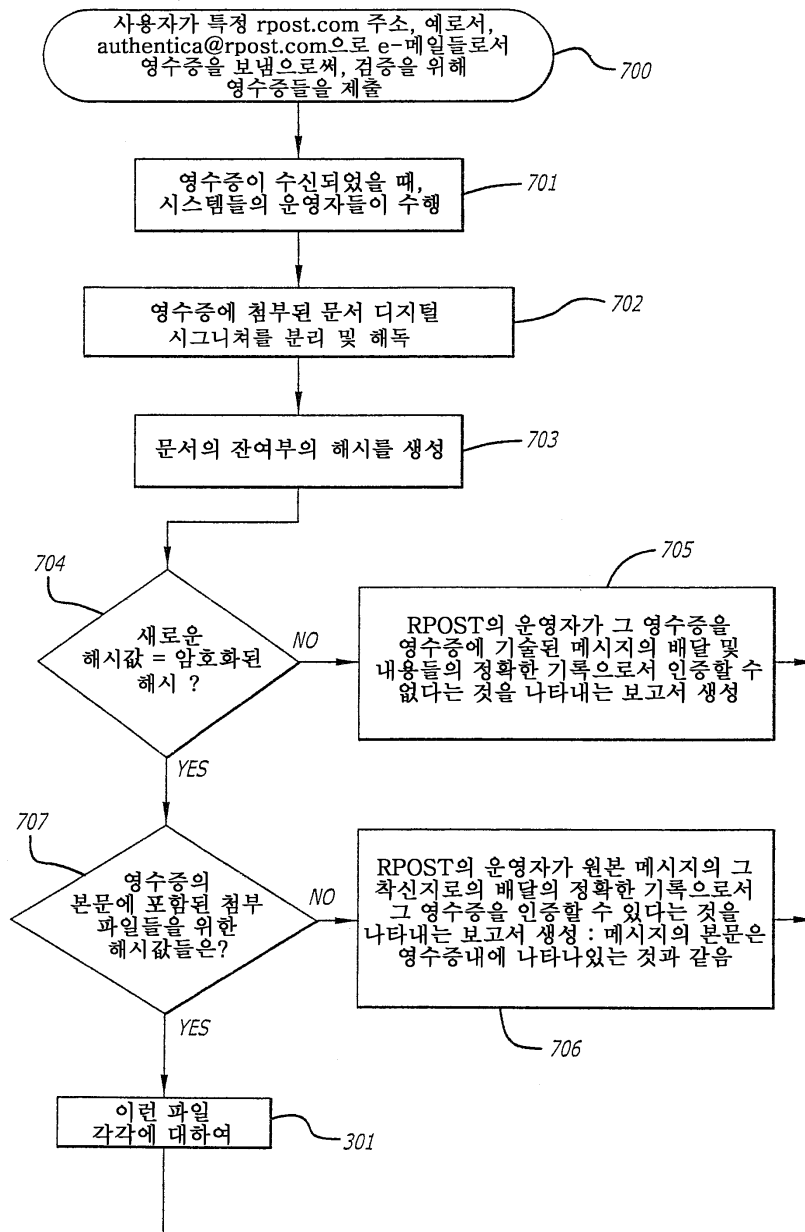 사용자가 특정 rpost.com 주소, 예로서,
authentica@rpost.com으로 e-메일들로서
영수증을 보냄으로써, 검증을 위해
영수증들을 제출
700
영수증이 수신되었을 때,
시스템들의 운영자들이 수행
701
영수증에 첨부된 문서 디지털
시그니쳐를 분리 및 해독
702
문서의 잔여부의 해시를 생성
703
704
새로운
해시값 = 암호화된
해시 ?
NO
YES
705
RPOST의 운영자가 그 영수증을
영수증에 기술된 메시지의 배달 및
내용들의 정확한 기록으로서 인증할 수
없다는 것을 나타내는 보고서 생성
707
영수증의
본문에 포함된 첨부
파일들을 위한
해시값들은?
NO
YES
RPOST의 운영자가 원본 메시지의 그
착신지로의 배달의 정확한 기록으로서
그 영수증을 인증할 수 있다는 것을
나타내는 보고서 생성 : 메시지의 본문은
영수증내에 나타나있는 것과 같음
706
이런 파일
각각에 대하여
301